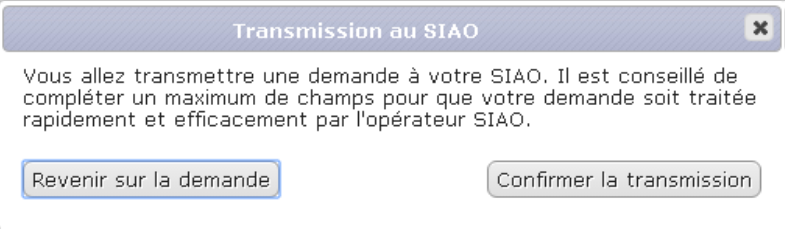 Transmission au SIAO
Vous allez transmettre une demande à votre SIAO. Il est conseillé de
compléter un maximum de champs pour que votre demande soit traitée
rapidement et efficacement par l'opérateur SIAO.
Revenir sur la demande
Confirmer la transmission